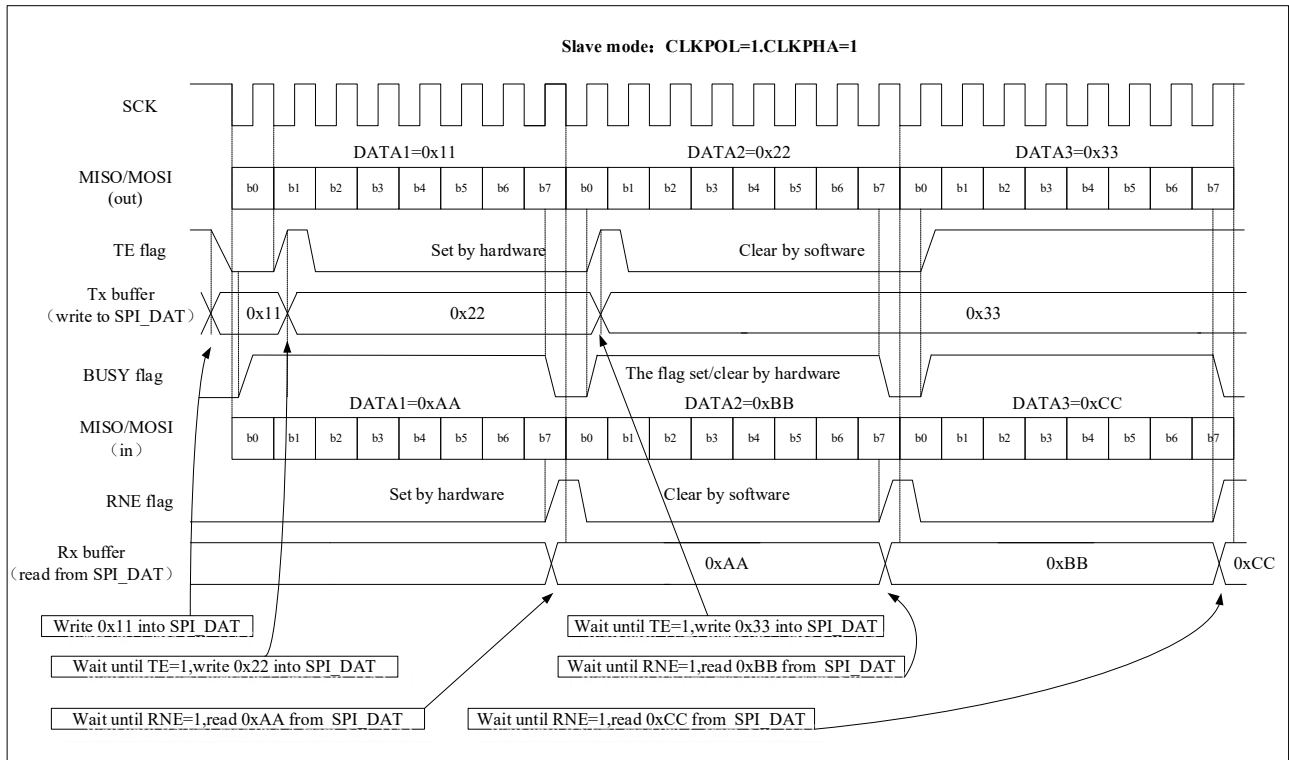 Slave mode：CLKPOL=1.CLKPHA=1
SCK
DATA1=0x11 DATA2=0x22 DATA3=0x33
MISO/MOSI
(out)
b0 b1 b2 b3 b4 b5 b6 b7 b0 b1 b2 b3 b4 b5 b6 b7 b0 b1 b2 b3 b4 b5 b6 b7
TE flag Set by hardware Clear by software
Tx buffer
（write to SPI_DAT）
0x11 0x22 0x33
BUSY flag The flag set/clear by hardware
DATA1=0xAA DATA2=0xBB DATA3=0xCC
MISO/MOSI
（in）
b0 b1 b2 b3 b4 b5 b6 b7 b0 b1 b2 b3 b4 b5 b6 b7 b0 b1 b2 b3 b4 b5 b6 b7
RNE flag Set by hardware Clear by software
Rx buffer
（read from SPI_DAT）
0xAA 0xBB 0xCC
Write 0x11 into SPI_DAT Wait until TE=1,write 0x33 into SPI_DAT
Wait until TE=1,write 0x22 into SPI_DAT Wait until RNE=1,read 0xBB from SPI_DAT
Wait until RNE=1,read 0xAA from SPI_DAT Wait until RNE=1,read 0xCC from SPI_DAT